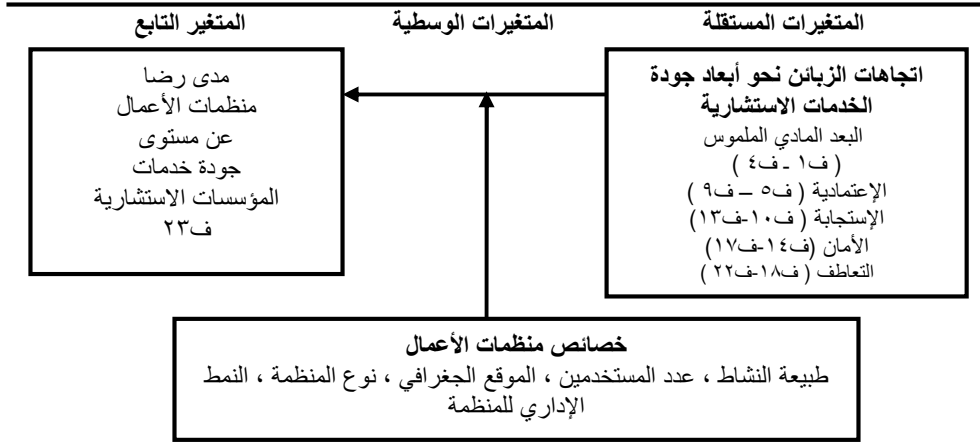 المتغيرات المستقلة
المتغيرات الوسطية
المتغير التابع
اتجاهات الزبائن نحو أبعاد جودة
الخدمات الاستشارية
البعد المادي الملموس
( ف١ ـ ف٤ )
الإعتمادية ( ف٥ – ف٩ )
الإستجابة ( ف١٠-ف١٣)
الأمان (ف١٤-ف١٧)
التعاطف ( ف١٨-ف٢٢ )
مدى رضا
منظمات الأعمال
عن مستوى
جودة خدمات
المؤسسات الاستشارية
ف٢٣
خصائص منظمات الأعمال
طبيعة النشاط ، عدد المستخدمين ، الموقع الجغرافي ، نوع المنظمة ، النمط
الإداري للمنظمة